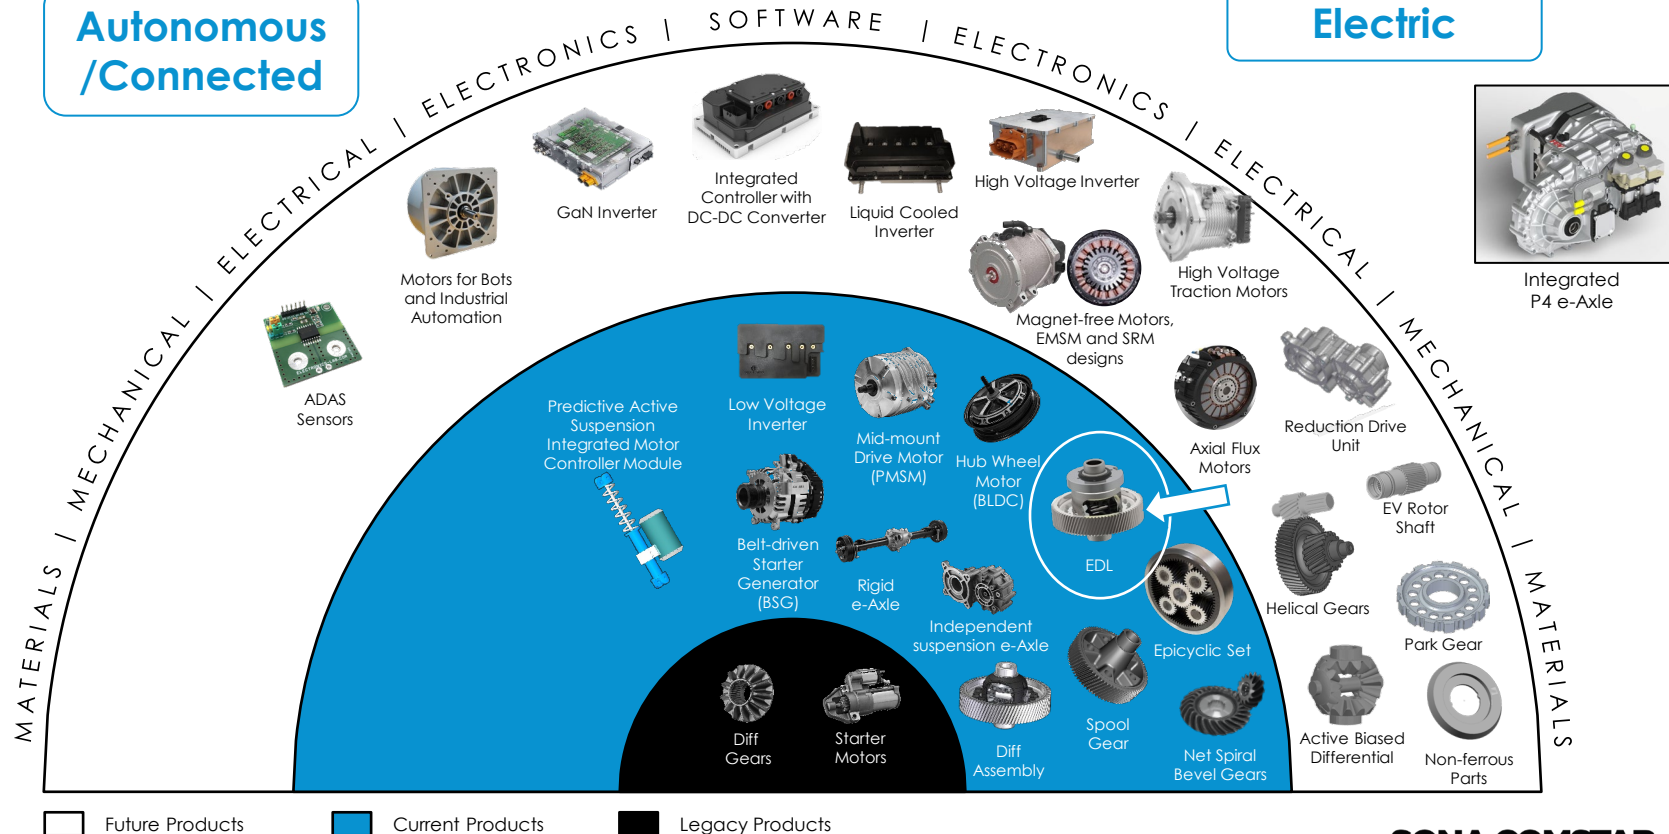 Autonomous
/Connected
Electric
MATERIALS | MECHANICAL | ELECTRICAL | ELECTRONICS | SOFTWARE | ELECTRONICS | ELECTRICAL | MECHANICAL | MATERIALS
GaN Inverter
Integrated
Controller with
DC-DC Converter
Liquid Cooled
Inverter
High Voltage Inverter
Motors for Bots
and Industrial
Automation
High Voltage
Traction Motors
Integrated
P4 e-Axle
Magnet-free Motors,
EMSM and SRM
designs
ADAS
Sensors
Predictive Active
Suspension
Integrated Motor
Controller Module
Low Voltage
Inverter
Mid-mount
Drive Motor
(PMSM)
Hub Wheel
Motor
(BLDC)
Axial Flux
Motors
Reduction Drive
Unit
EV Rotor
Shaft
Belt-driven
Starter
Generator
(BSG)
Rigid
e-Axle
EDL
Helical Gears
Independent
suspension e-Axle
Epicyclic Set
Park Gear
Diff
Gears
Starter
Motors
Diff
Assembly
Spool
Gear
Net Spiral
Bevel Gears
Active Biased
Differential
Non-ferrous
Parts
Future Products
Current Products
Legacy Products
SONA COMSTAR